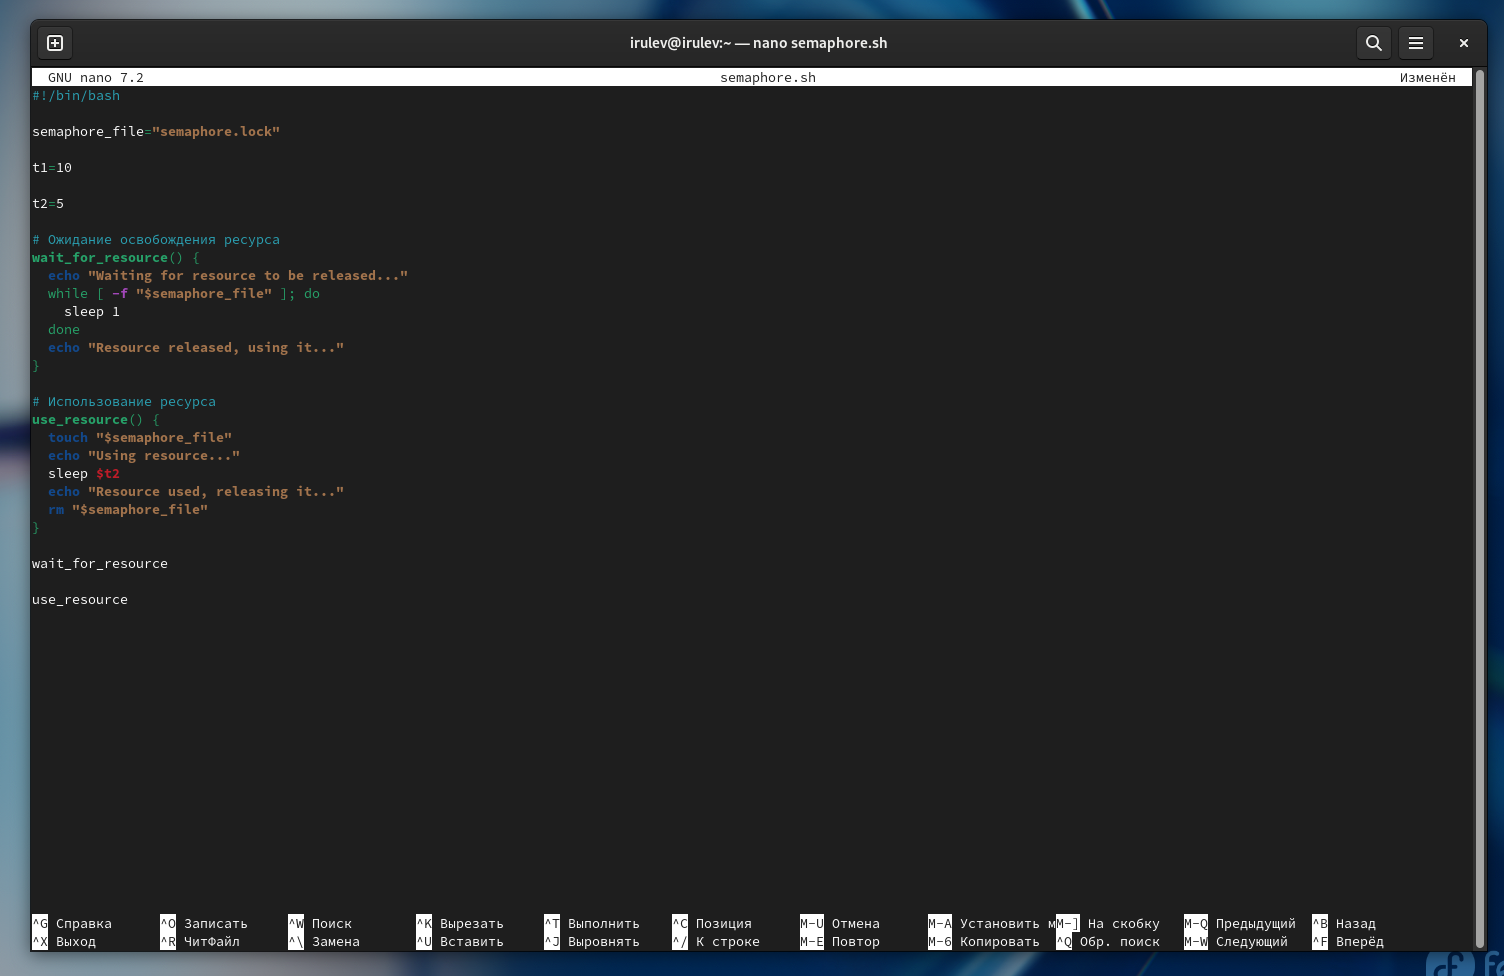 irulev@irulev:~ — nano semaphore.sh
GNU nano 7.2 semaphore.sh Изменён
#!/bin/bash
semaphore_file="semaphore.lock"
t1=10
t2=5
# Ожидание освобождения ресурса
wait_for_resource() {
  echo "Waiting for resource to be released..."
  while [ -f "$semaphore_file" ]; do
    sleep 1
  done
  echo "Resource released, using it..."
}
# Использование ресурса
use_resource() {
  touch "$semaphore_file"
  echo "Using resource..."
  sleep $t2
  echo "Resource used, releasing it..."
  rm "$semaphore_file"
}
wait_for_resource
use_resource
^G Справка ^O Записать ^W Поиск ^K Вырезать ^T Выполнить ^C Позиция M-U Отмена M-A Установить м M-] На скобку M-Q Предыдущий ^B Назад
^X Выход ^R ЧитФайл ^\ Замена ^U Вставить ^J Выровнять ^/ К строке M-E Повтор M-6 Копировать ^Q Обр. поиск M-W Следующий ^F Вперёд